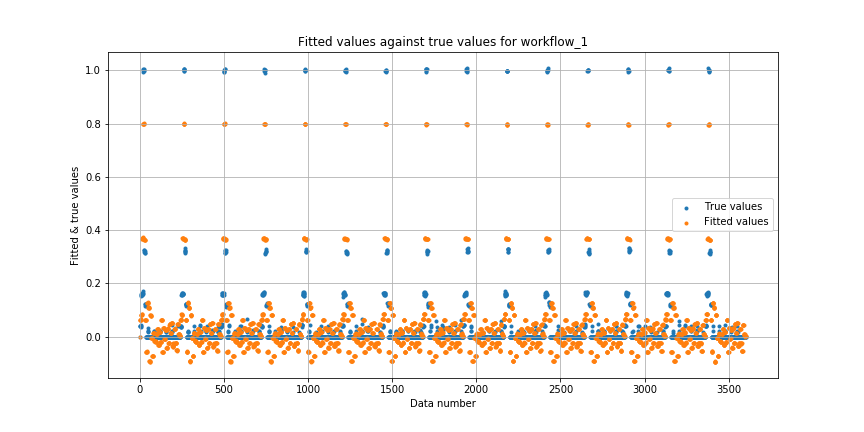 Fitted values against true values for workflow_1
1.0
0.8
0.6
0.4
0.2
0.0
Fitted & true values
True values
Fitted values
0
500
1000
1500
2000
2500
3000
3500
Data number